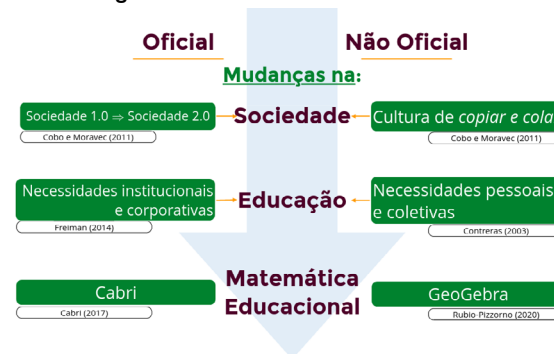 Oficial
Não Oficial
Mudanças na:
Sociedade 1.0 ⇒ Sociedade 2.0
Cobo e Moravec (2011)
Sociedade
Cultura de copiar e cola
Cobo e Moravec (2011)
Necessidades institucionais
e corporativas
Freiman (2014)
Educação
Necessidades pessoais
e coletivas
Contreras (2003)
Cabri
Cabri (2017)
Matemática
Educacional
GeoGebra
Rubio-Pizzorno (2020)